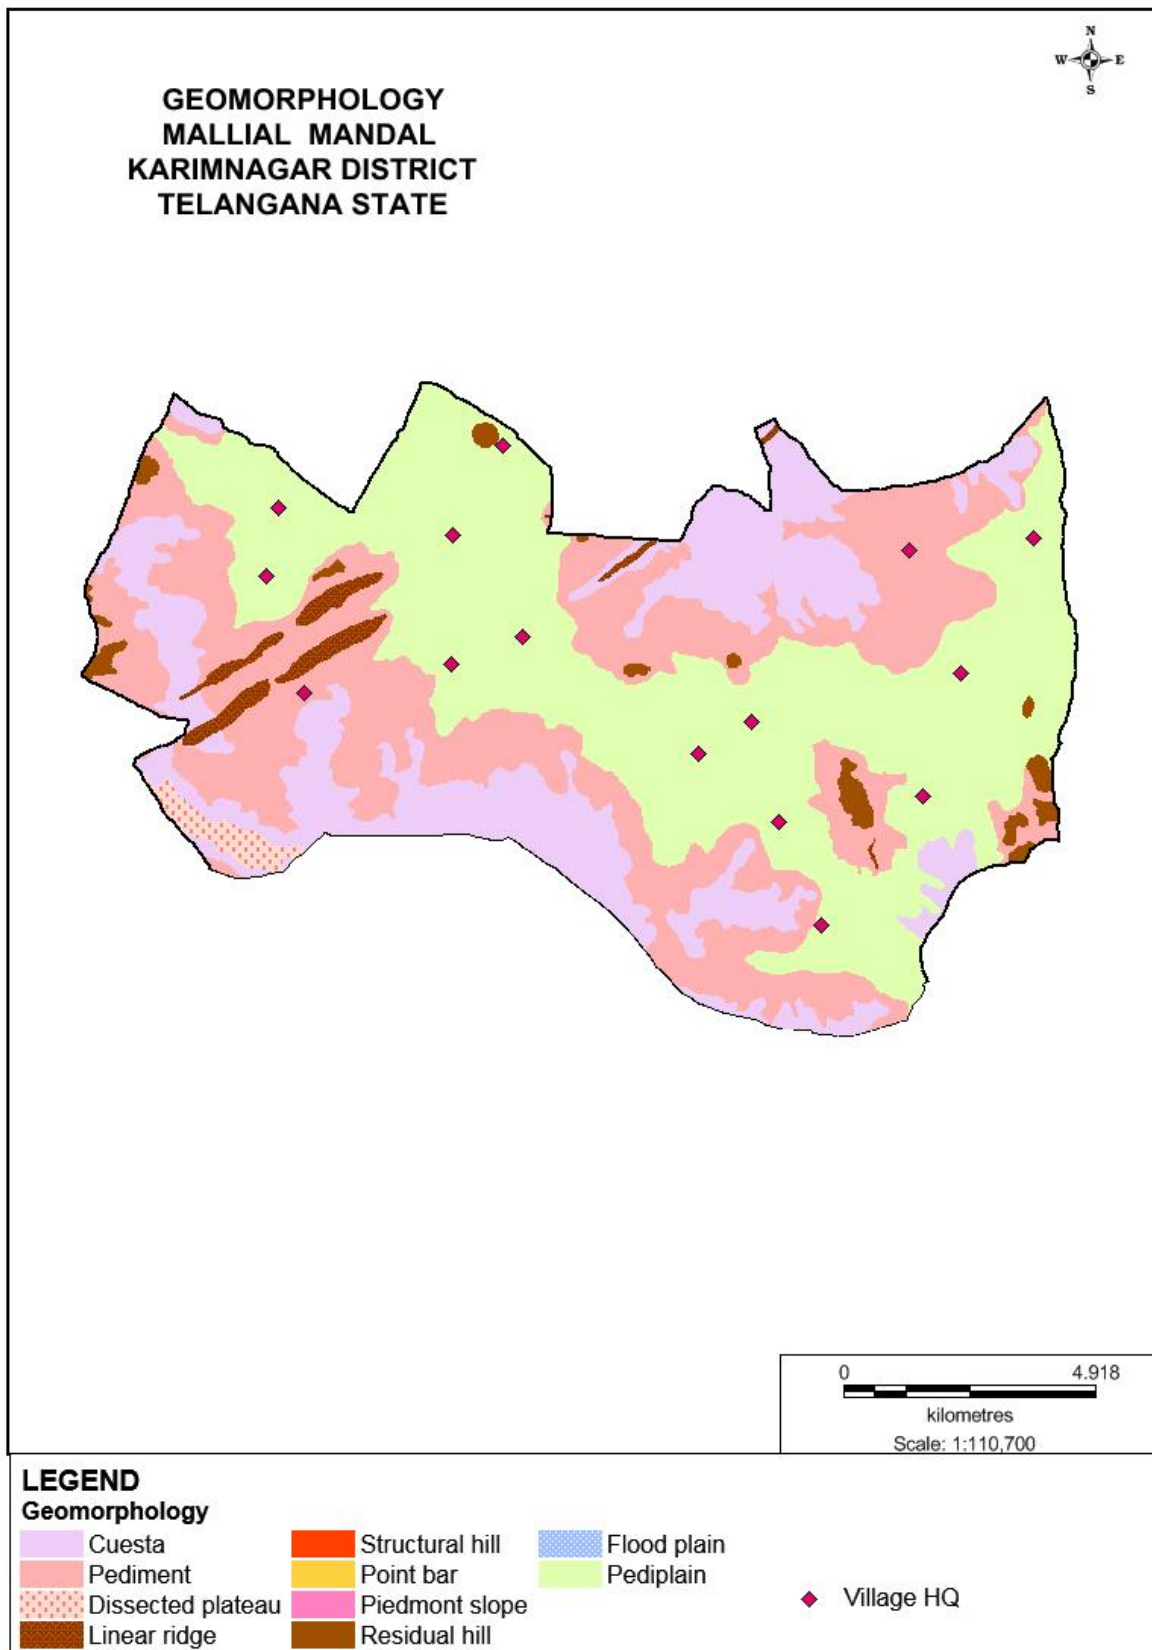 N
W E
S
GEOMORPHOLOGY
MALLIAL MANDAL
KARIMNAGAR DISTRICT
TELANGANA STATE
0 4.918
kilometres
Scale: 1:110,700
LEGEND
Geomorphology
Cuesta
Pediment
Dissected plateau
Linear ridge
Structural hill
Point bar
Piedmont slope
Residual hill
Flood plain
Pediplain
Village HQ